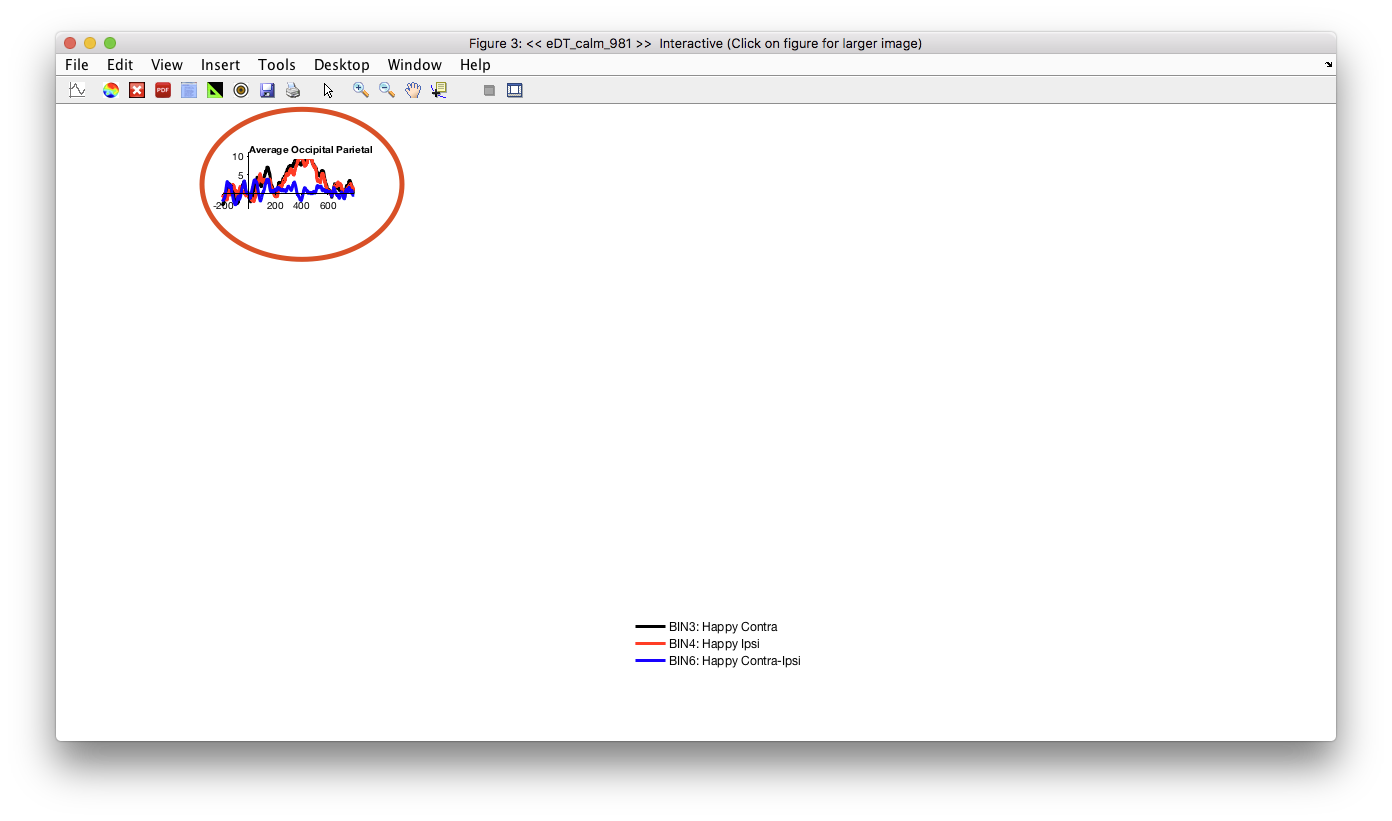 Figure 3: << eDT_calm_981 >>  Interactive (Click on figure for larger image)
File Edit View Insert Tools Desktop Window Help
PDF
Average Occipital Parietal
10
5
-200 200 400 600
BIN3: Happy Contra
BIN4: Happy Ipsi
BIN6: Happy Contra-Ipsi